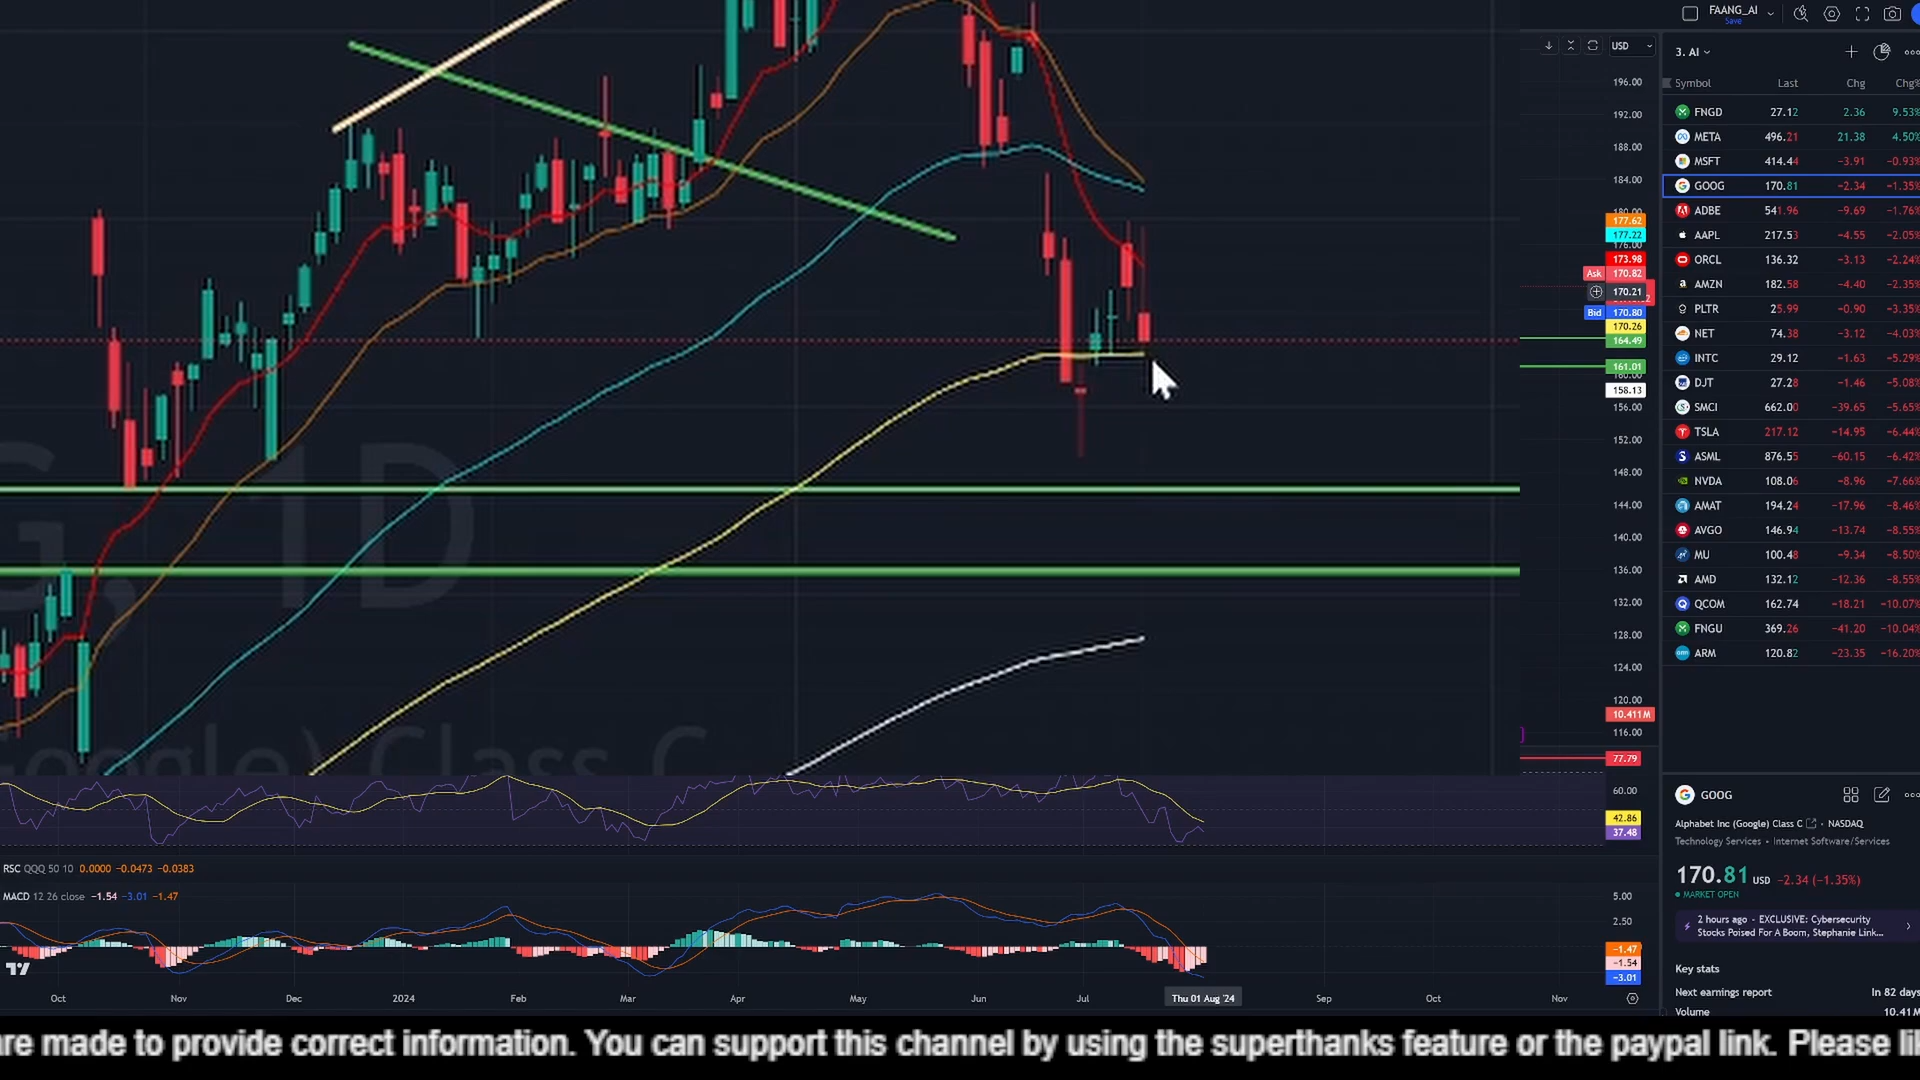 FAANG_AI
Save
USD
3. AI
Symbol Last Chg Chg%
FNGD 27.12 2.36 9.53%
META 496.21 21.38 4.50%
MSFT 414.44 −3.91 −0.93%
GOOG 170.81 −2.34 −1.35%
ADBE 541.96 −9.69 −1.76%
AAPL 217.53 −4.55 −2.05%
ORCL 136.32 −3.13 −2.24%
AMZN 182.58 −4.40 −2.35%
PLTR 25.99 −0.90 −3.35%
NET 74.38 −3.12 −4.03%
INTC 29.12 −1.63 −5.29%
DJT 27.28 −1.46 −5.08%
SMCI 662.00 −39.65 −5.65%
TSLA 217.12 −14.95 −6.44%
ASML 876.55 −60.15 −6.42%
NVDA 108.06 −8.96 −7.66%
AMAT 194.24 −17.96 −8.46%
AVGO 146.94 −13.74 −8.55%
MU 100.48 −9.34 −8.50%
AMD 132.12 −12.36 −8.55%
QCOM 162.74 −18.21 −10.07%
FNGU 369.26 −41.20 −10.04%
ARM 120.82 −23.35 −16.20%
196.00
192.00
188.00
184.00
180.00
177.62
177.22
176.00
173.98
Ask 170.82
170.21
Bid 170.80
170.26
164.49
161.01
160.00
158.13
156.00
152.00
148.00
144.00
140.00
136.00
132.00
128.00
124.00
120.00
10.411M
116.00
77.79
60.00
42.86
37.48
G, 1D
Google) Class C
RSC QQQ 50 10 0.0000 −0.0473 −0.0383
MACD 12 26 close −1.54 −3.01 −1.47
5.00
2.50
−1.47
−1.54
−3.01
Oct Nov Dec 2024 Feb Mar Apr May Jun Jul Thu 01 Aug '24 Sep Oct Nov
GOOG
Alphabet Inc (Google) Class C • NASDAQ
Technology Services • Internet Software/Services
170.81 USD −2.34 (−1.35%)
MARKET OPEN
2 hours ago - EXCLUSIVE: Cybersecurity
Stocks Poised For A Boom, Stephanie Link...
Key stats
Next earnings report In 82 days
Volume 10.41M
re made to provide correct information. You can support this channel by using the superthanks feature or the paypal link. Please li